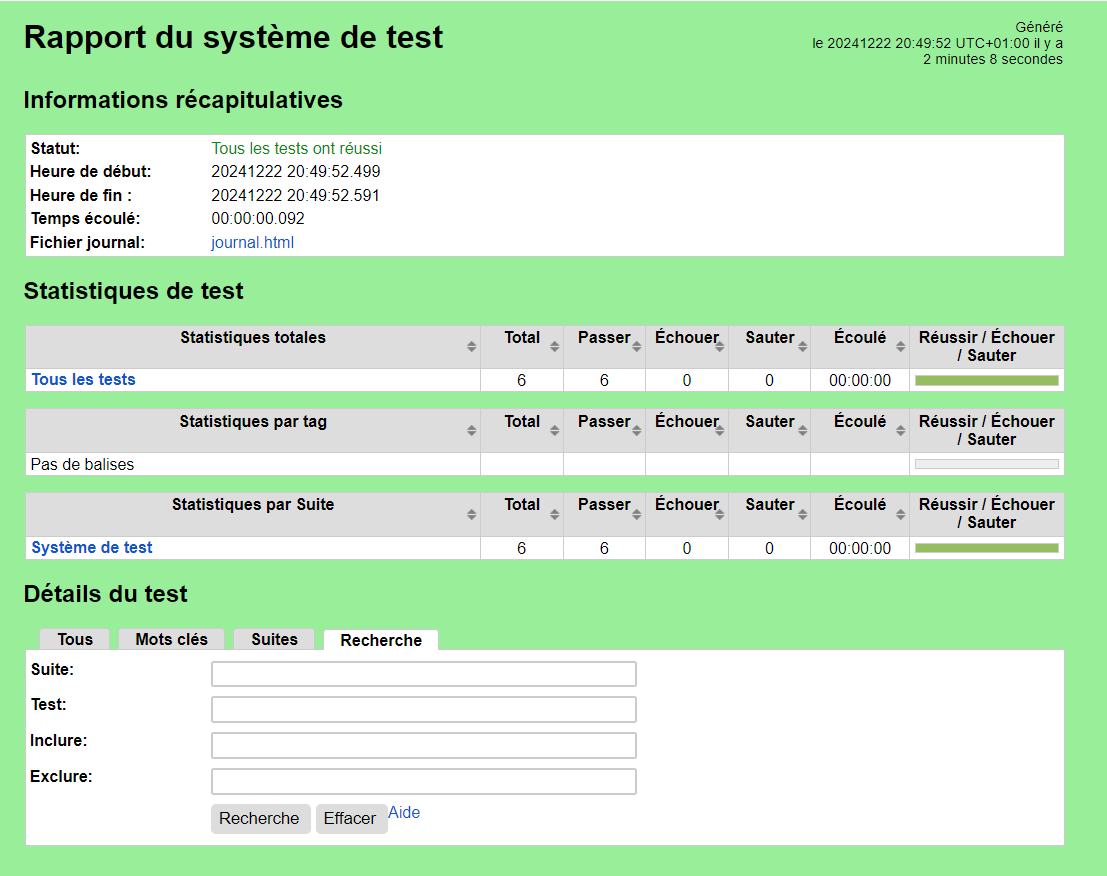 Rapport du système de test
Généré
le 20241222 20:49:52 UTC+01:00 il y a
2 minutes 8 secondes
Informations récapitulatives
Statut: Tous les tests ont réussi
Heure de début: 20241222 20:49:52.499
Heure de fin : 20241222 20:49:52.591
Temps écoulé: 00:00:00.092
Fichier journal: journal.html
Statistiques de test
Statistiques totales Total Passer Échouer Sauter Écoulé Réussir / Échouer
/ Sauter
Tous les tests 6 6 0 0 00:00:00
Statistiques par tag Total Passer Échouer Sauter Écoulé Réussir / Échouer
/ Sauter
Pas de balises
Statistiques par Suite Total Passer Échouer Sauter Écoulé Réussir / Échouer
/ Sauter
Système de test 6 6 0 0 00:00:00
Détails du test
Tous Mots clés Suites Recherche
Suite:
Test:
Inclure:
Exclure:
Recherche Effacer Aide